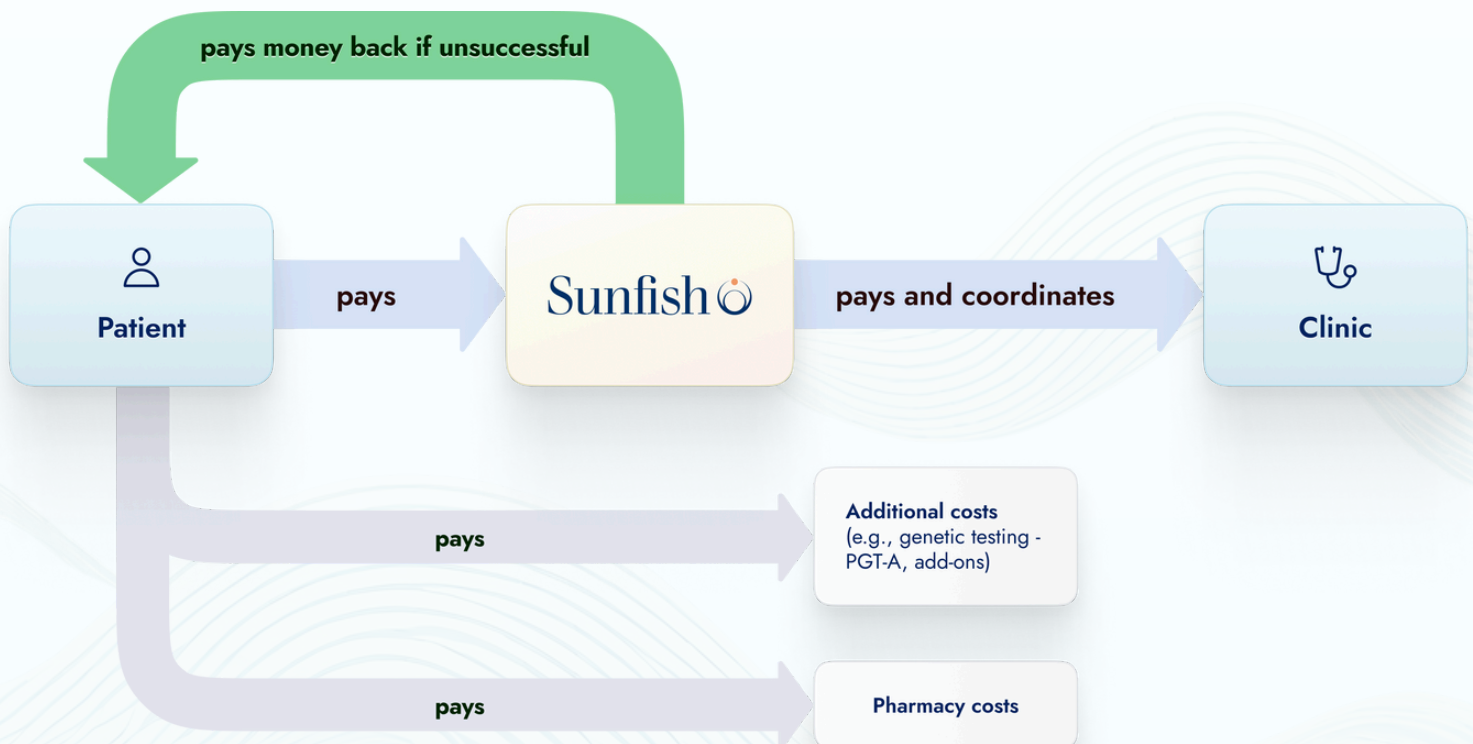 pays money back if unsuccessful
Patient
pays
Sunfish
pays and coordinates
Clinic
pays
Additional costs
(e.g., genetic testing -
PGT-A, add-ons)
pays
Pharmacy costs